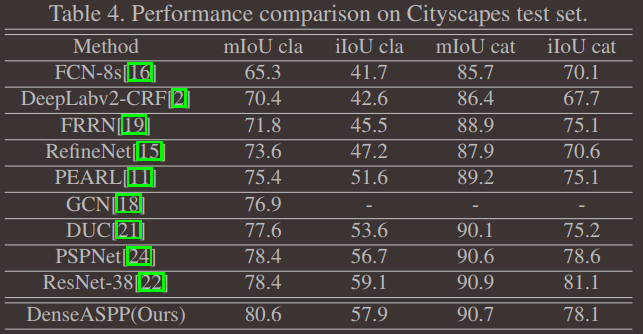 Table 4. Performance comparison on Cityscapes test set.
Method mIoU cla iIoU cla mIoU cat iIoU cat
FCN-8s[16] 65.3 41.7 85.7 70.1
DeepLabv2-CRF[2] 70.4 42.6 86.4 67.7
FRRN[19] 71.8 45.5 88.9 75.1
RefineNet[15] 73.6 47.2 87.9 70.6
PEARL[11] 75.4 51.6 89.2 75.1
GCN[18] 76.9 - - -
DUC[21] 77.6 53.6 90.1 75.2
PSPNet[24] 78.4 56.7 90.6 78.6
ResNet-38[22] 78.4 59.1 90.9 81.1
DenseASPP(Ours) 80.6 57.9 90.7 78.1